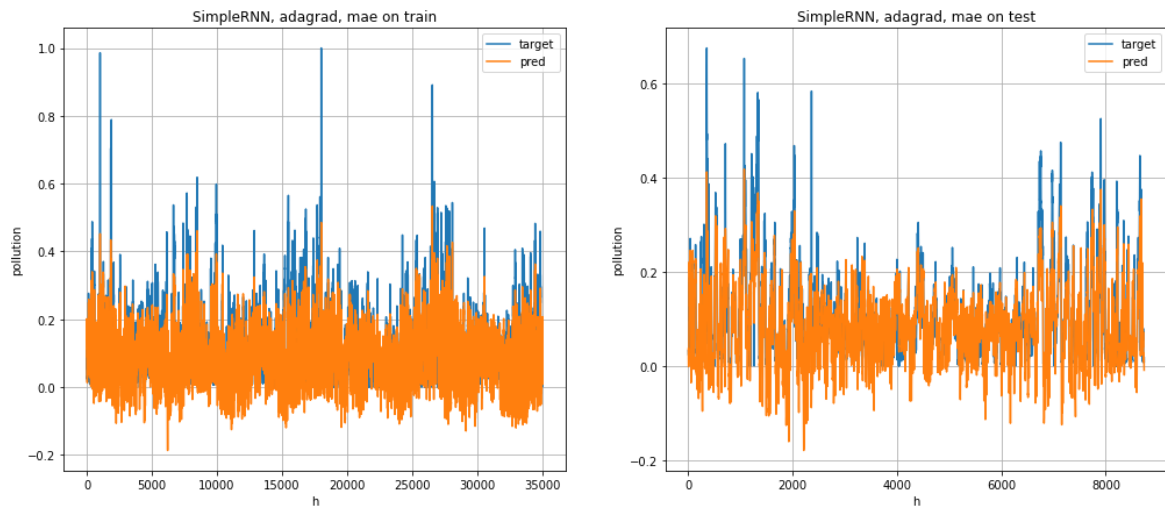 SimpleRNN, adagrad, mae on train
target
pred
1.0
0.8
0.6
0.4
0.2
0.0
−0.2
pollution
0
5000
10000
15000
20000
25000
30000
35000
h
SimpleRNN, adagrad, mae on test
target
pred
0.6
0.4
0.2
0.0
−0.2
pollution
0
2000
4000
6000
8000
h